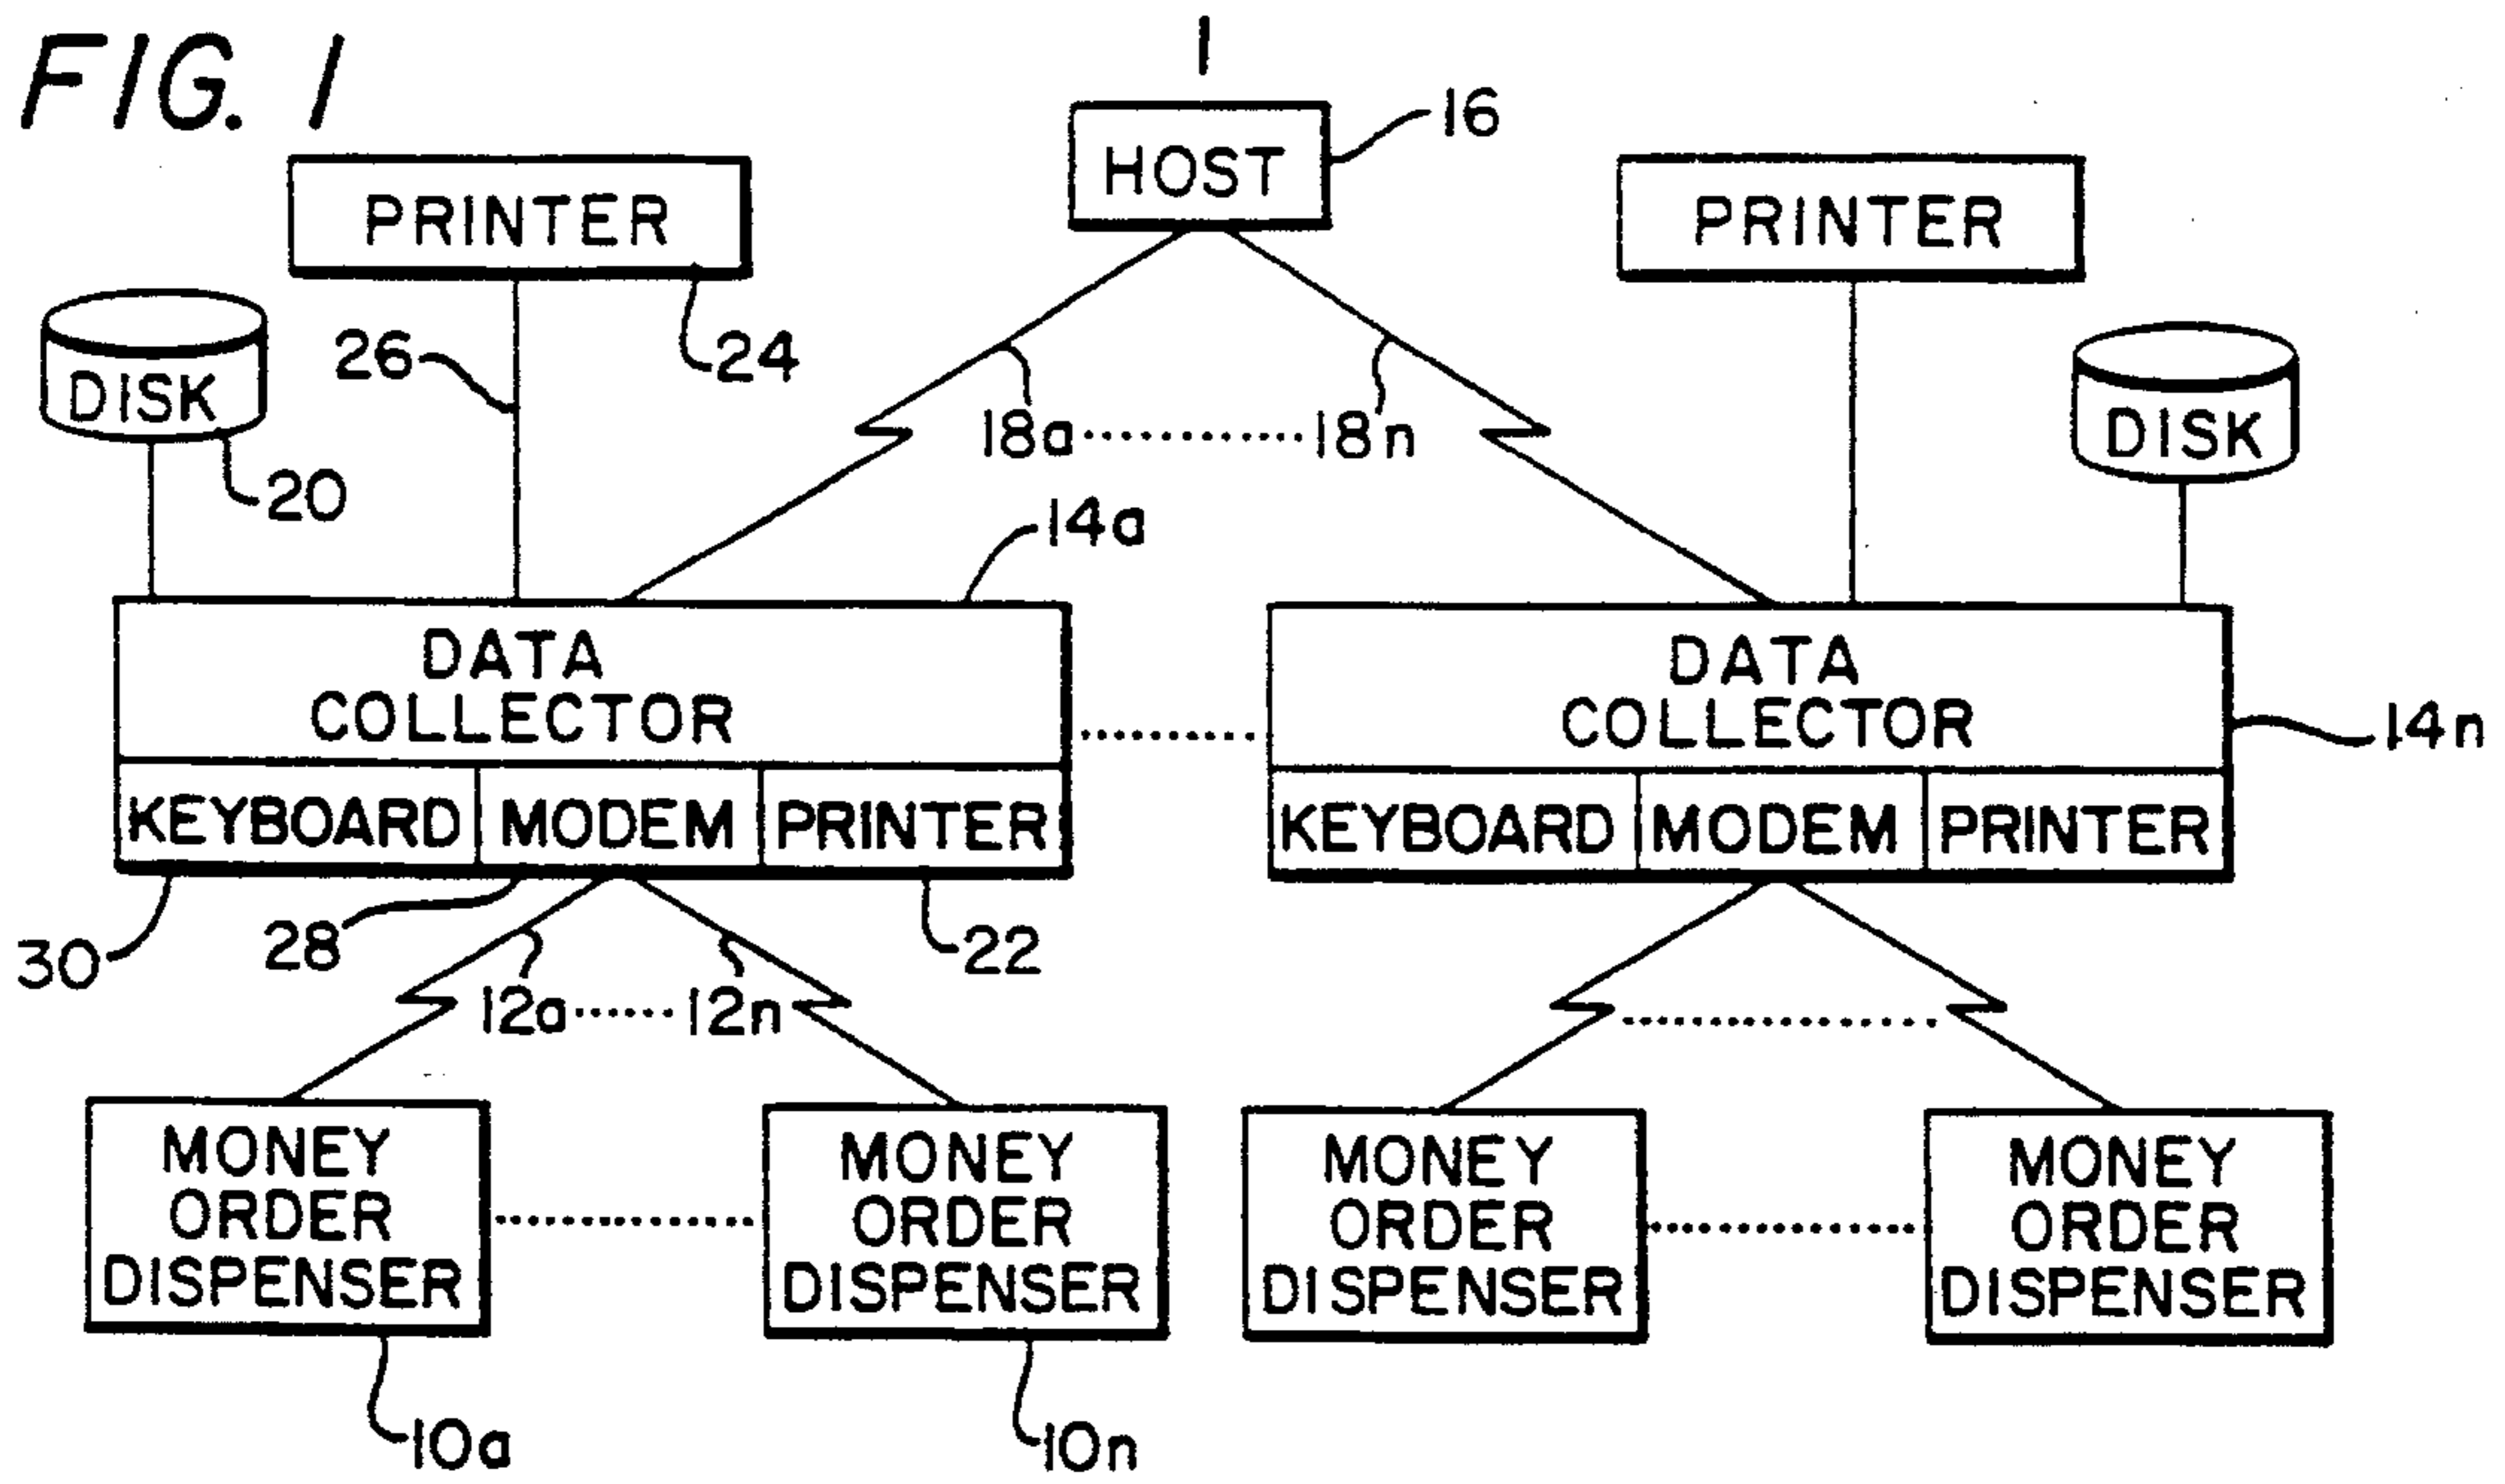 FIG. 1
1
HOST
16
PRINTER
PRINTER
24
26
DISK
20
DISK
18a ............ 18n
14a
DATA
COLLECTOR
KEYBOARD MODEM PRINTER
DATA
COLLECTOR
KEYBOARD MODEM PRINTER
14n
30
28
22
12a ...... 12n
MONEY
ORDER
DISPENSER
MONEY
ORDER
DISPENSER
MONEY
ORDER
DISPENSER
MONEY
ORDER
DISPENSER
10a
10n